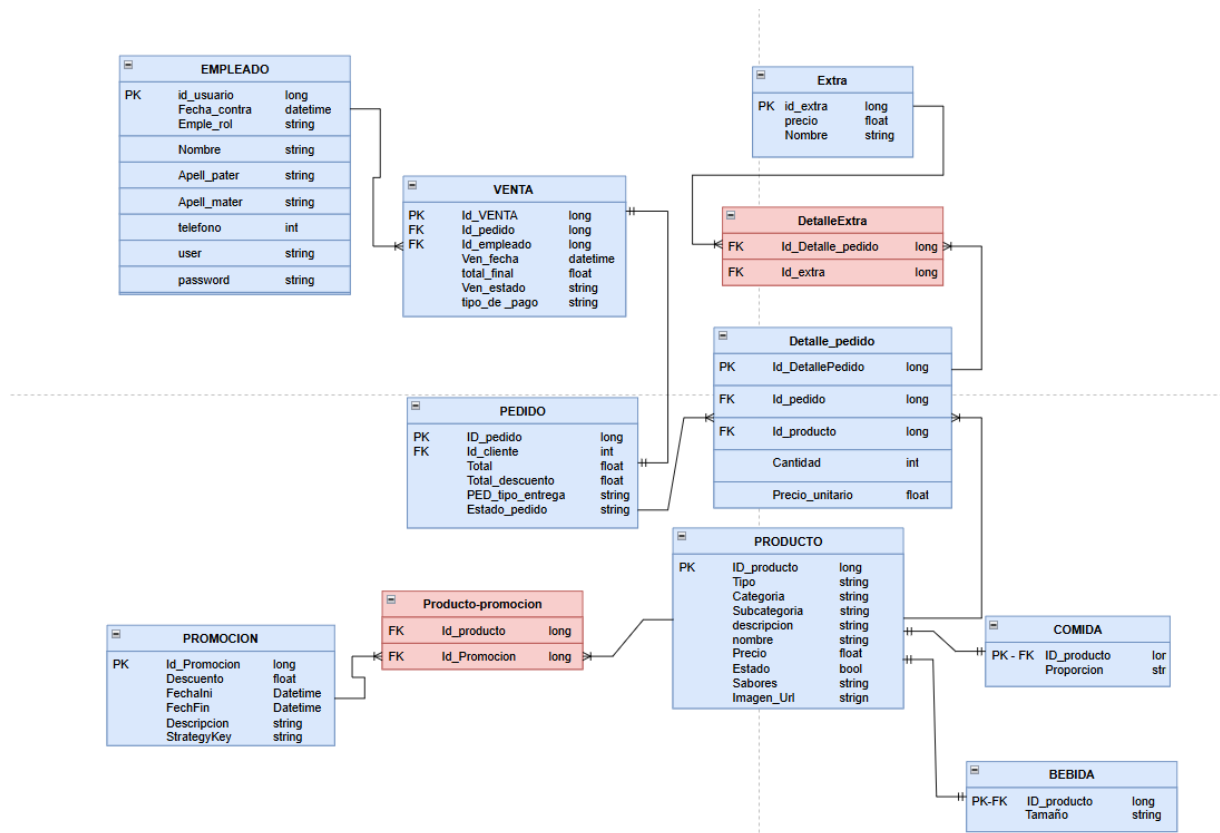 EMPLEADO
PK id_usuario long
Fecha_contra datetime
Emple_rol string
Nombre string
Apell_pater string
Apell_mater string
telefono int
user string
password string
VENTA
PK Id_VENTA long
FK Id_pedido long
FK Id_empleado long
Ven_fecha datetime
total_final float
Ven_estado string
tipo_de _pago string
Extra
PK id_extra long
precio float
Nombre string
DetalleExtra
FK Id_Detalle_pedido long
FK Id_extra long
Detalle_pedido
PK Id_DetallePedido long
FK Id_pedido long
FK Id_producto long
Cantidad int
Precio_unitario float
PEDIDO
PK ID_pedido long
FK Id_cliente int
Total float
Total_descuento float
PED_tipo_entrega string
Estado_pedido string
PRODUCTO
PK ID_producto long
Tipo string
Categoria string
Subcategoria string
descripcion string
nombre string
Precio float
Estado bool
Sabores string
Imagen_Url strign
Producto-promocion
FK Id_producto long
FK Id_Promocion long
PROMOCION
PK Id_Promocion long
Descuento float
FechaIni Datetime
FechFin Datetime
Descripcion string
StrategyKey string
COMIDA
PK - FK ID_producto lor
Proporcion str
BEBIDA
PK-FK ID_producto long
Tamaño string